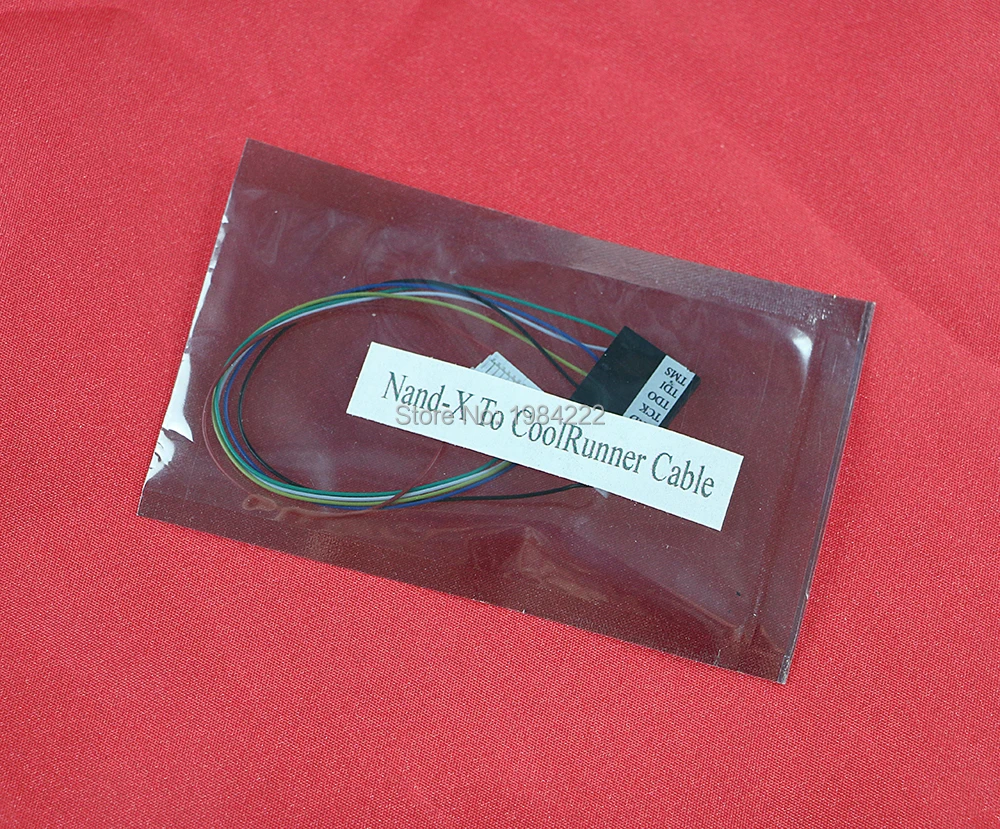 Nand-X To CoolRunner Cable
Store No: 1984222
TMS
TDI
TDO
TCK